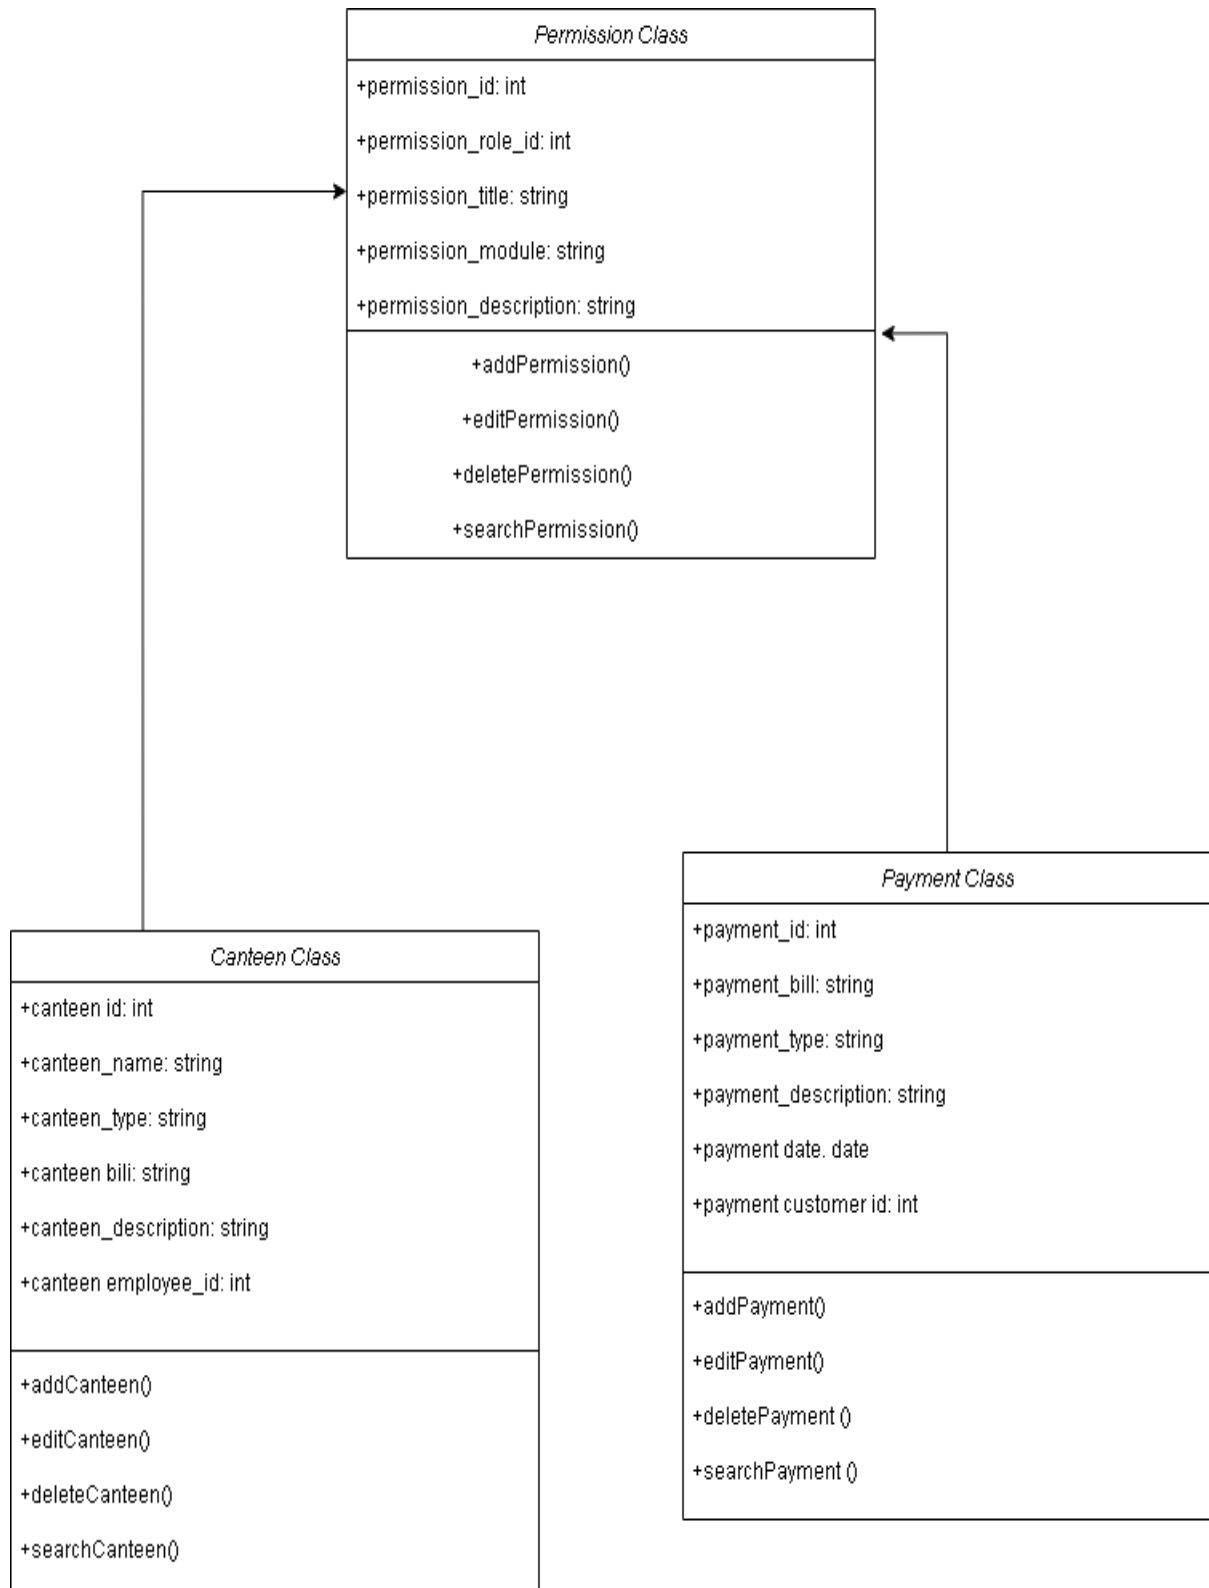 Permission Class
+permission_id: int
+permission_role_id: int
+permission_title: string
+permission_module: string
+permission_description: string
+addPermission()
+editPermission()
+deletePermission()
+searchPermission()
Canteen Class
+canteen id: int
+canteen_name: string
+canteen_type: string
+canteen bili: string
+canteen_description: string
+canteen employee_id: int
+addCanteen()
+editCanteen()
+deleteCanteen()
+searchCanteen()
Payment Class
+payment_id: int
+payment_bill: string
+payment_type: string
+payment_description: string
+payment date. date
+payment customer id: int
+addPayment()
+editPayment()
+deletePayment ()
+searchPayment ()